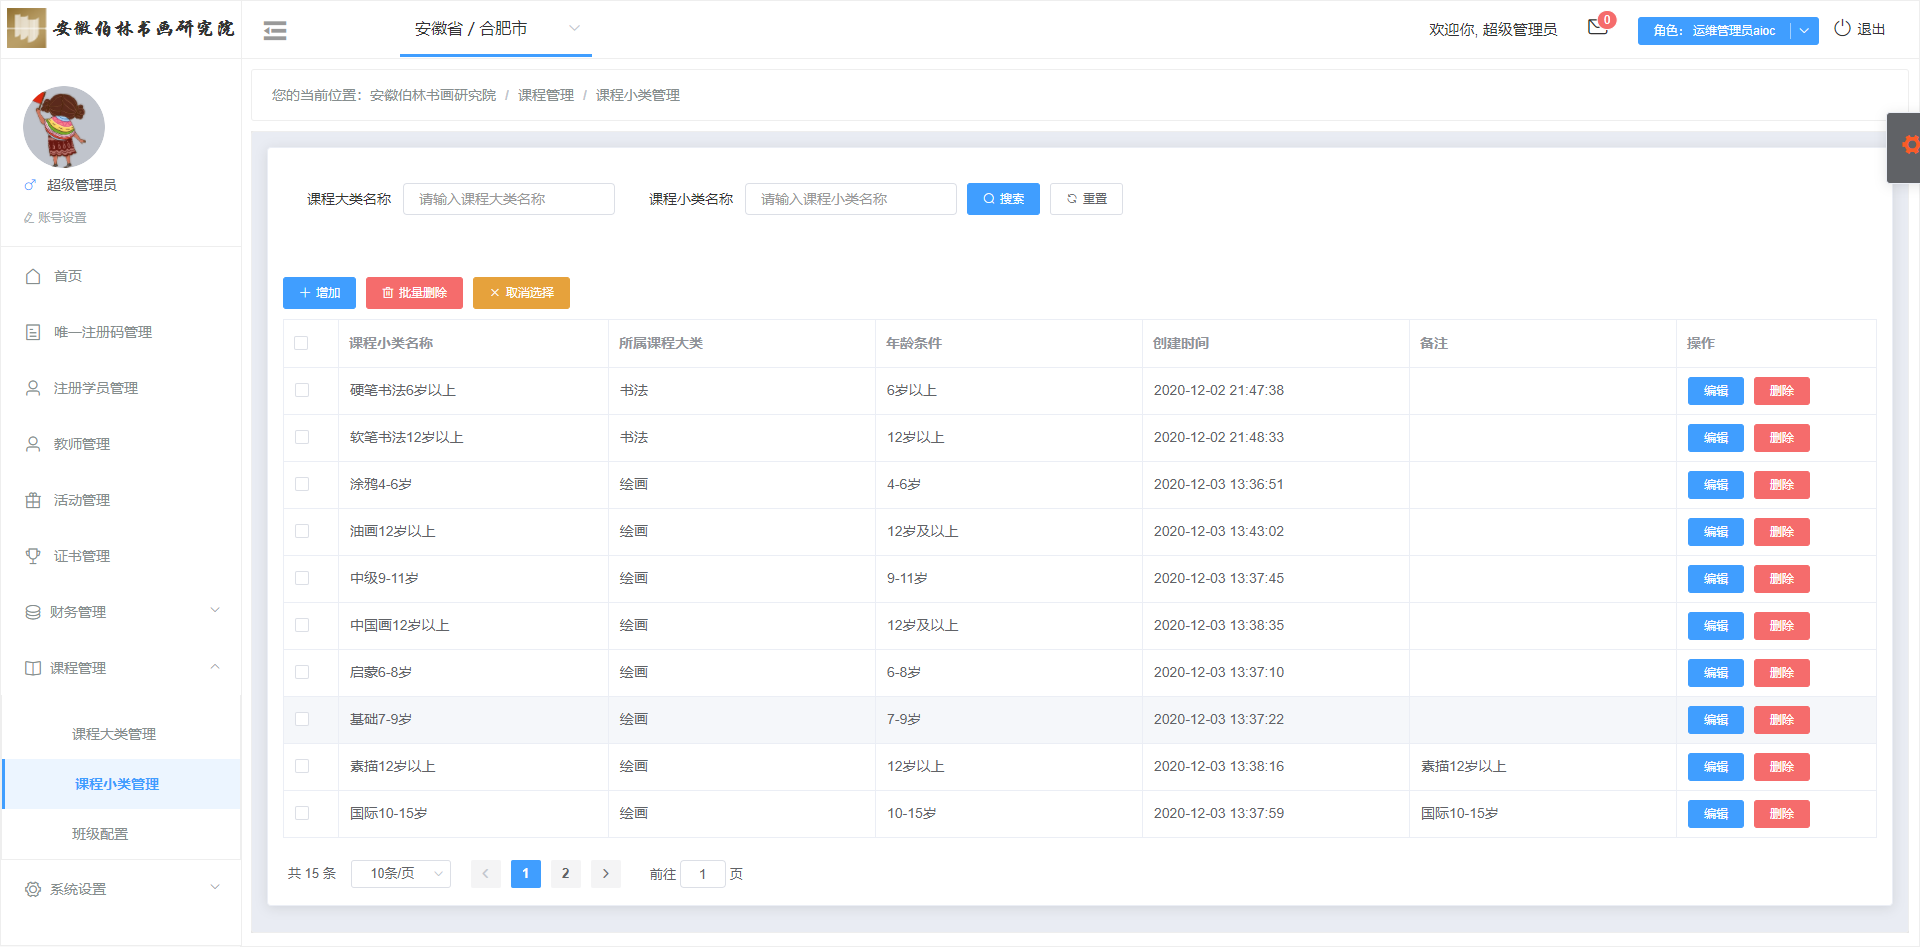 安徽伯林书画研究院
安徽省 / 合肥市
欢迎你, 超级管理员
0
角色： 运维管理员aioc
退出
超级管理员
账号设置
首页
唯一注册码管理
注册学员管理
教师管理
活动管理
证书管理
财务管理
课程管理
课程大类管理
课程小类管理
班级配置
系统设置
您的当前位置： 安徽伯林书画研究院 / 课程管理 / 课程小类管理
课程大类名称 请输入课程大类名称 课程小类名称 请输入课程小类名称 搜索 重置
增加 批量删除 取消选择
课程小类名称 所属课程大类 年龄条件 创建时间 备注 操作
硬笔书法6岁以上 书法 6岁以上 2020-12-02 21:47:38 编辑 删除
软笔书法12岁以上 书法 12岁以上 2020-12-02 21:48:33 编辑 删除
涂鸦4-6岁 绘画 4-6岁 2020-12-03 13:36:51 编辑 删除
油画12岁以上 绘画 12岁及以上 2020-12-03 13:43:02 编辑 删除
中级9-11岁 绘画 9-11岁 2020-12-03 13:37:45 编辑 删除
中国画12岁以上 绘画 12岁及以上 2020-12-03 13:38:35 编辑 删除
启蒙6-8岁 绘画 6-8岁 2020-12-03 13:37:10 编辑 删除
基础7-9岁 绘画 7-9岁 2020-12-03 13:37:22 编辑 删除
素描12岁以上 绘画 12岁以上 2020-12-03 13:38:16 素描12岁以上 编辑 删除
国际10-15岁 绘画 10-15岁 2020-12-03 13:37:59 国际10-15岁 编辑 删除
共 15 条 10条/页 1 2 前往 1 页